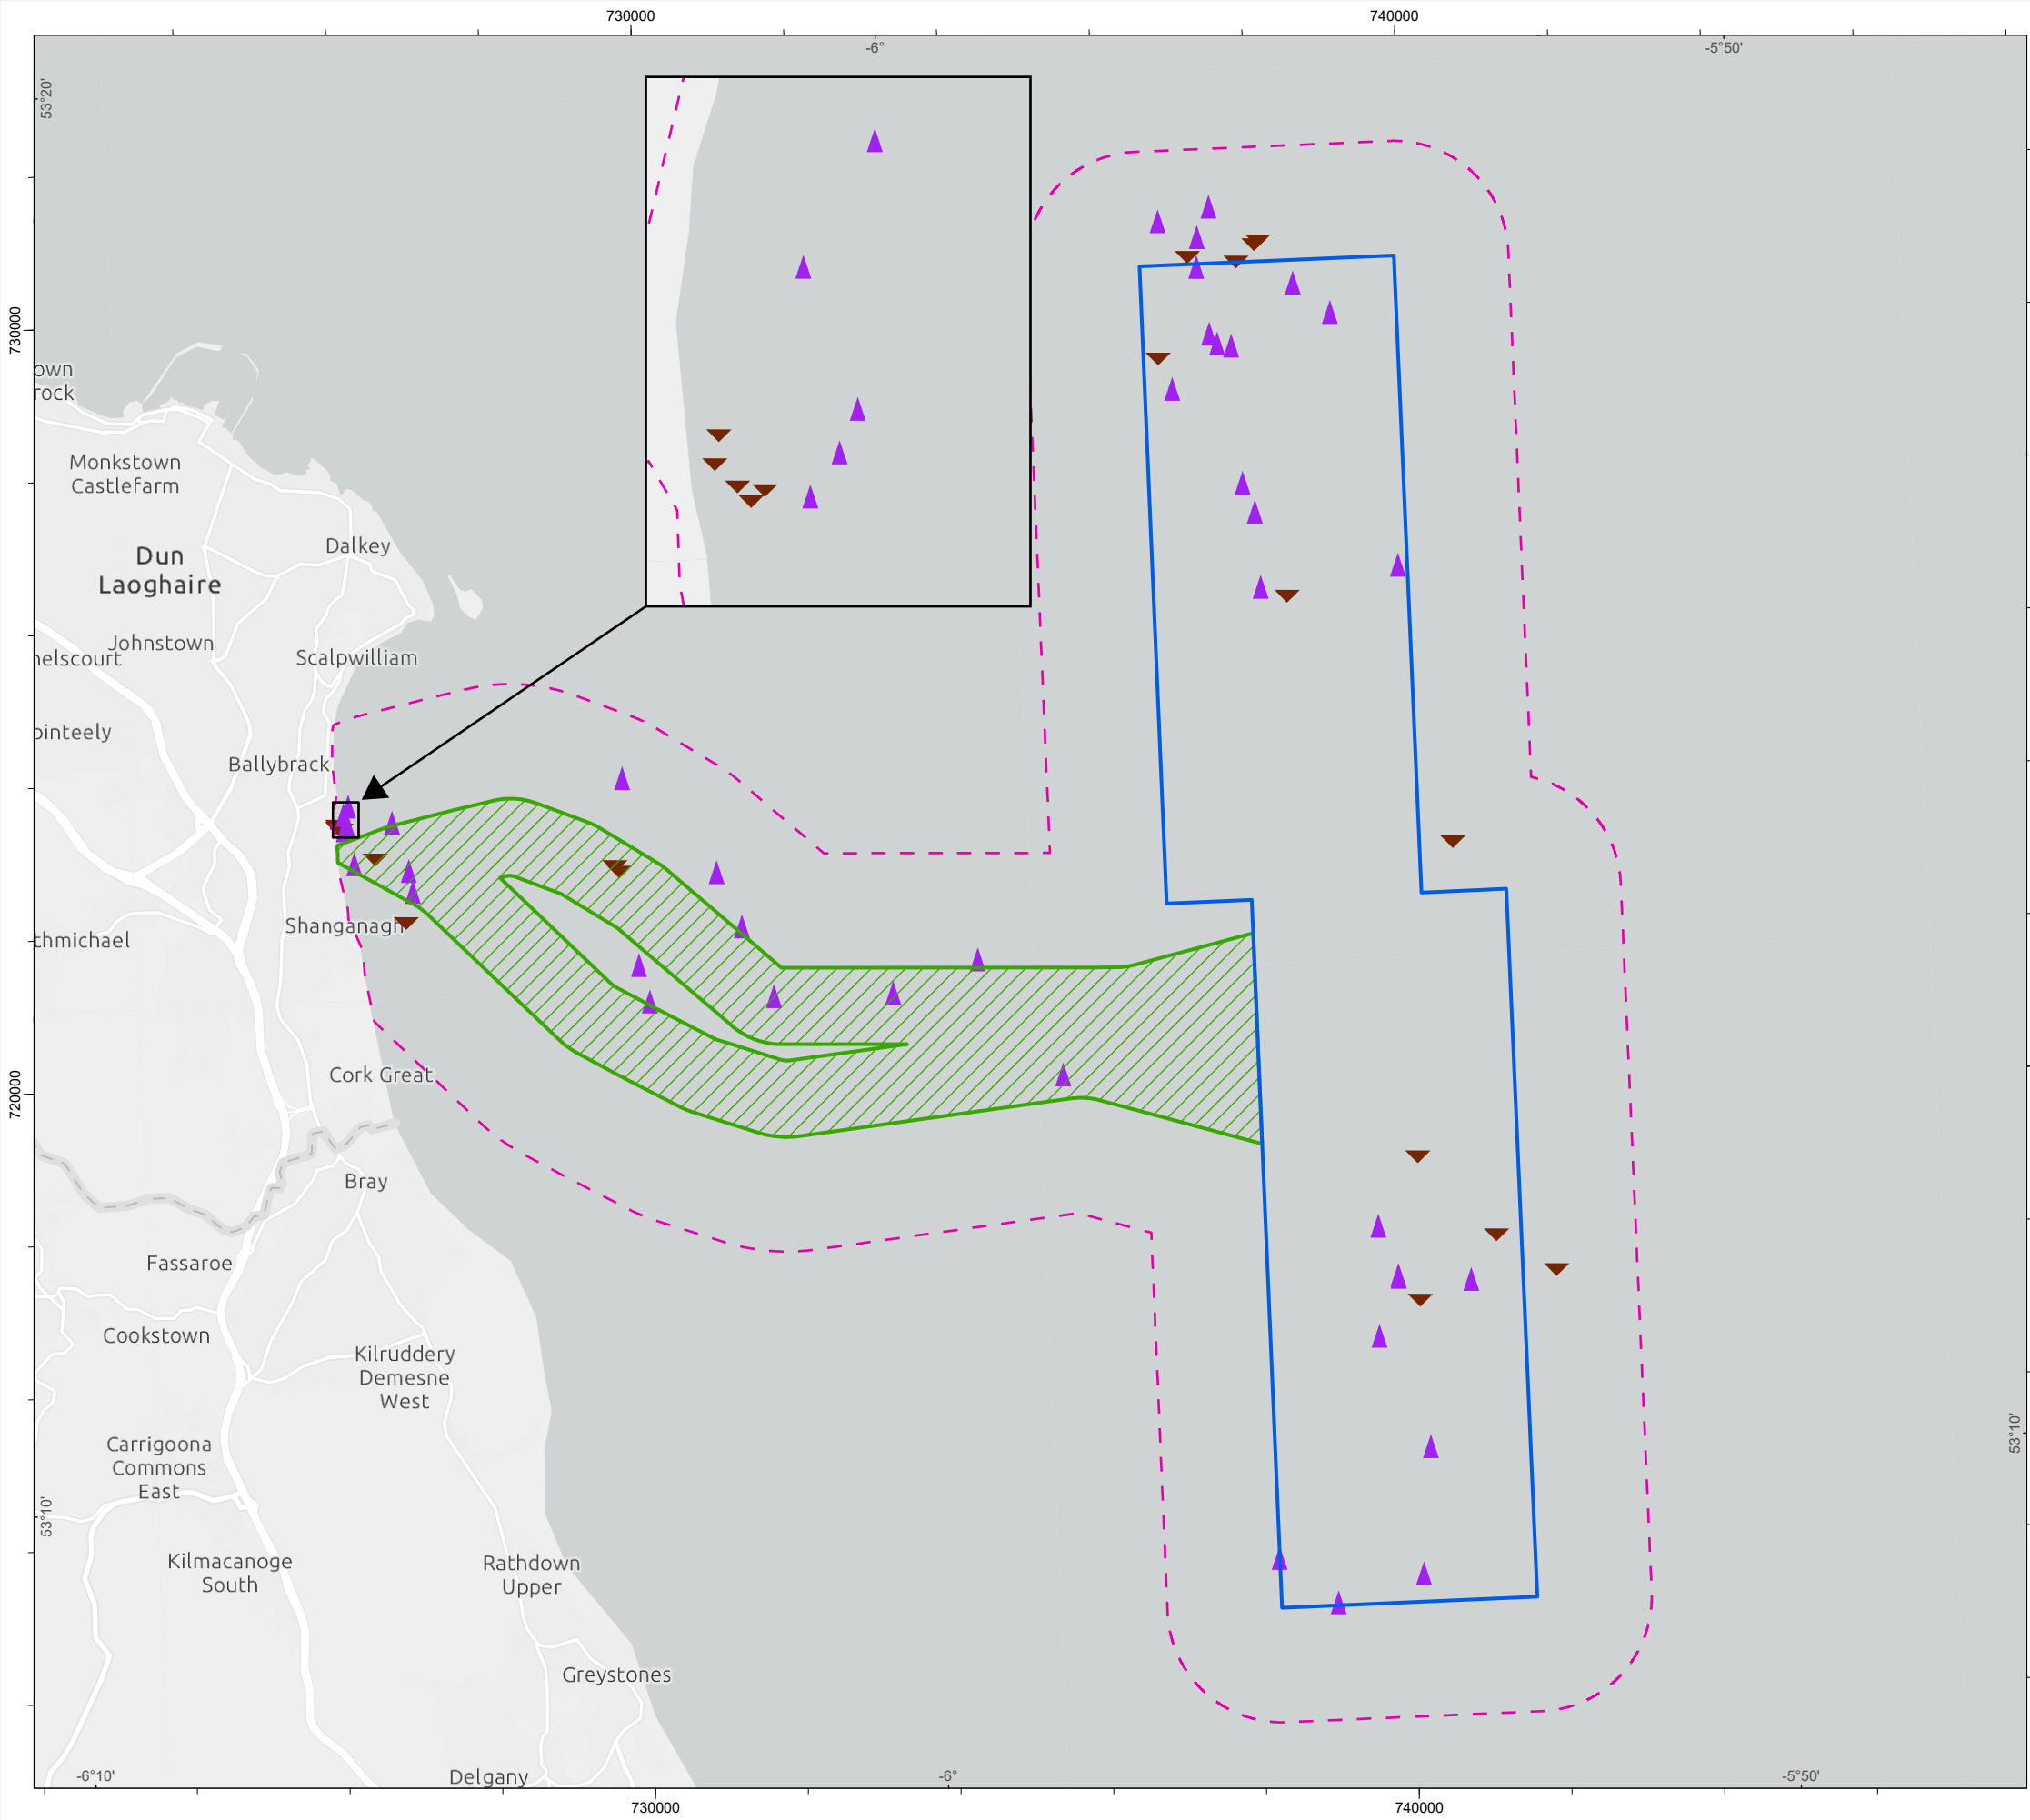 730000
740000
-6°
-5°50'
53°20'
730000
own
rock
Monkstown
Castlefarm
Dun
Laoghaire
Dalkey
Johnstown
nelscourt
Scalpwilliam
ointeely
Ballybrack
Shanganagh
thmichael
Cork Great
720000
Bray
Fassaroe
Cookstown
Kilruddery
Demesne
West
Carrigoona
Commons
East
53°10'
53°10'
Kilmacanoge
South
Rathdown
Upper
Greystones
Delgany
-6°10'
-6°
-5°50'
730000
740000